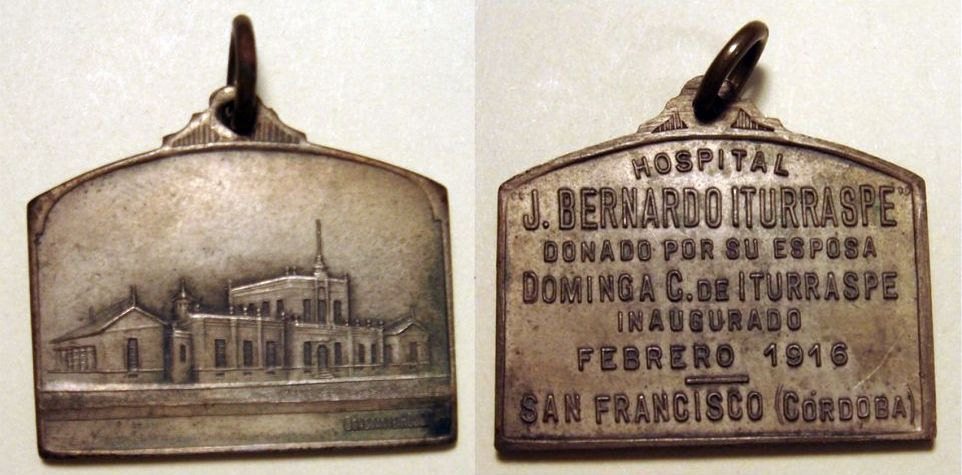 HOSPITAL
"J. BERNARDO ITURRASPE"
DONADO POR SU ESPOSA
DOMINGA C. DE ITURRASPE
INAUGURADO
FEBRERO 1916
SAN FRANCISCO (CÓRDOBA)